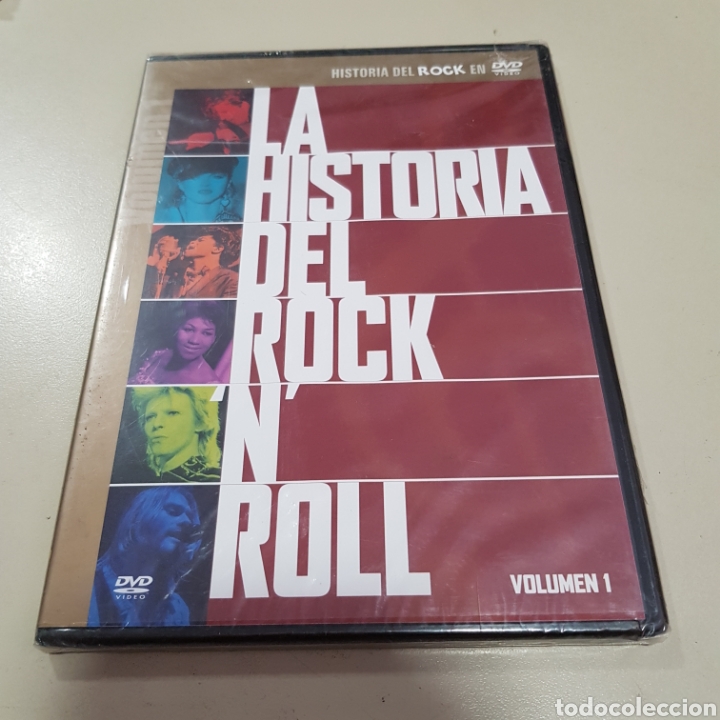 HISTORIA DEL ROCK EN DVD
VIDEO
LA
HISTORIA
DEL
ROCK
'N'
ROLL
DVD
VIDEO
VOLUMEN 1
todocoleccion